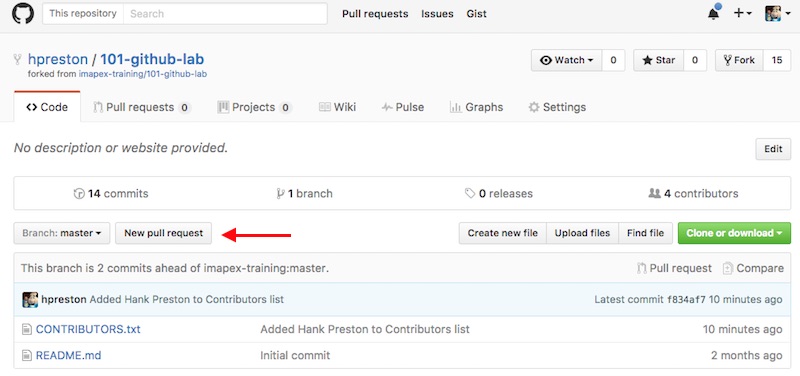 This repository Search Pull requests Issues Gist
hpreston / 101-github-lab
forked from imapex-training/101-github-lab
Watch 0 Star 0 Fork 15
Code Pull requests 0 Projects 0 Wiki Pulse Graphs Settings
No description or website provided.
Edit
14 commits 1 branch 0 releases 4 contributors
Branch: master New pull request Create new file Upload files Find file Clone or download
This branch is 2 commits ahead of imapex-training:master. Pull request Compare
hpreston Added Hank Preston to Contributors list Latest commit f834af7 10 minutes ago
CONTRIBUTORS.txt Added Hank Preston to Contributors list 10 minutes ago
README.md Initial commit 2 months ago